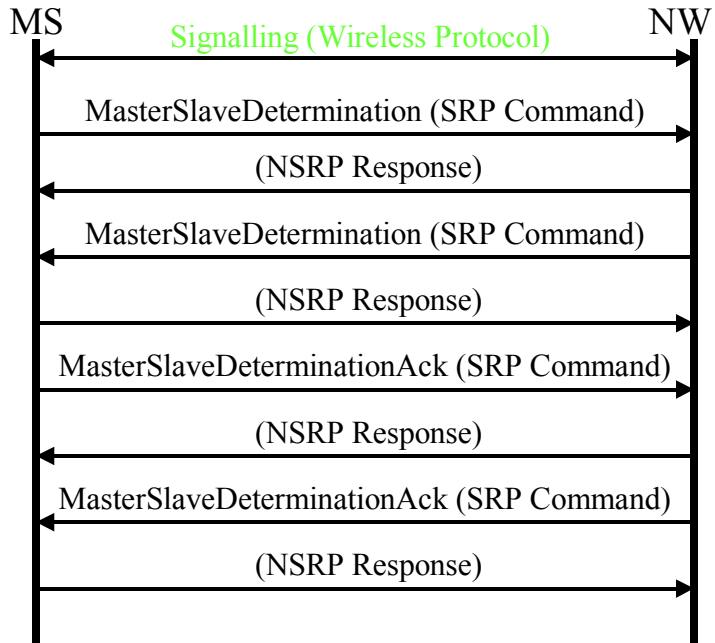 MS NW
Signalling (Wireless Protocol)
MasterSlaveDetermination (SRP Command)
(NSRP Response)
MasterSlaveDetermination (SRP Command)
(NSRP Response)
MasterSlaveDeterminationAck (SRP Command)
(NSRP Response)
MasterSlaveDeterminationAck (SRP Command)
(NSRP Response)